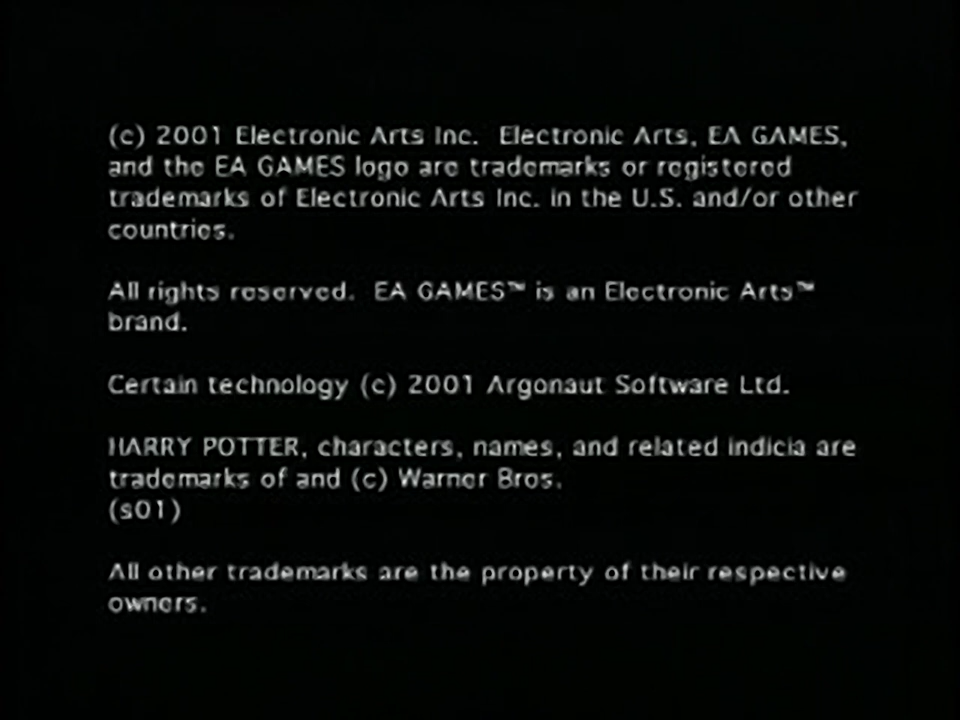 (c) 2001 Electronic Arts Inc.  Electronic Arts, EA GAMES,
and the EA GAMES logo are trademarks or registered
trademarks of Electronic Arts Inc. in the U.S. and/or other
countries.
All rights reserved.  EA GAMES™ is an Electronic Arts™
brand.
Certain technology (c) 2001 Argonaut Software Ltd.
HARRY POTTER, characters, names, and related indicia are
trademarks of and (c) Warner Bros.
(s01)
All other trademarks are the property of their respective
owners.